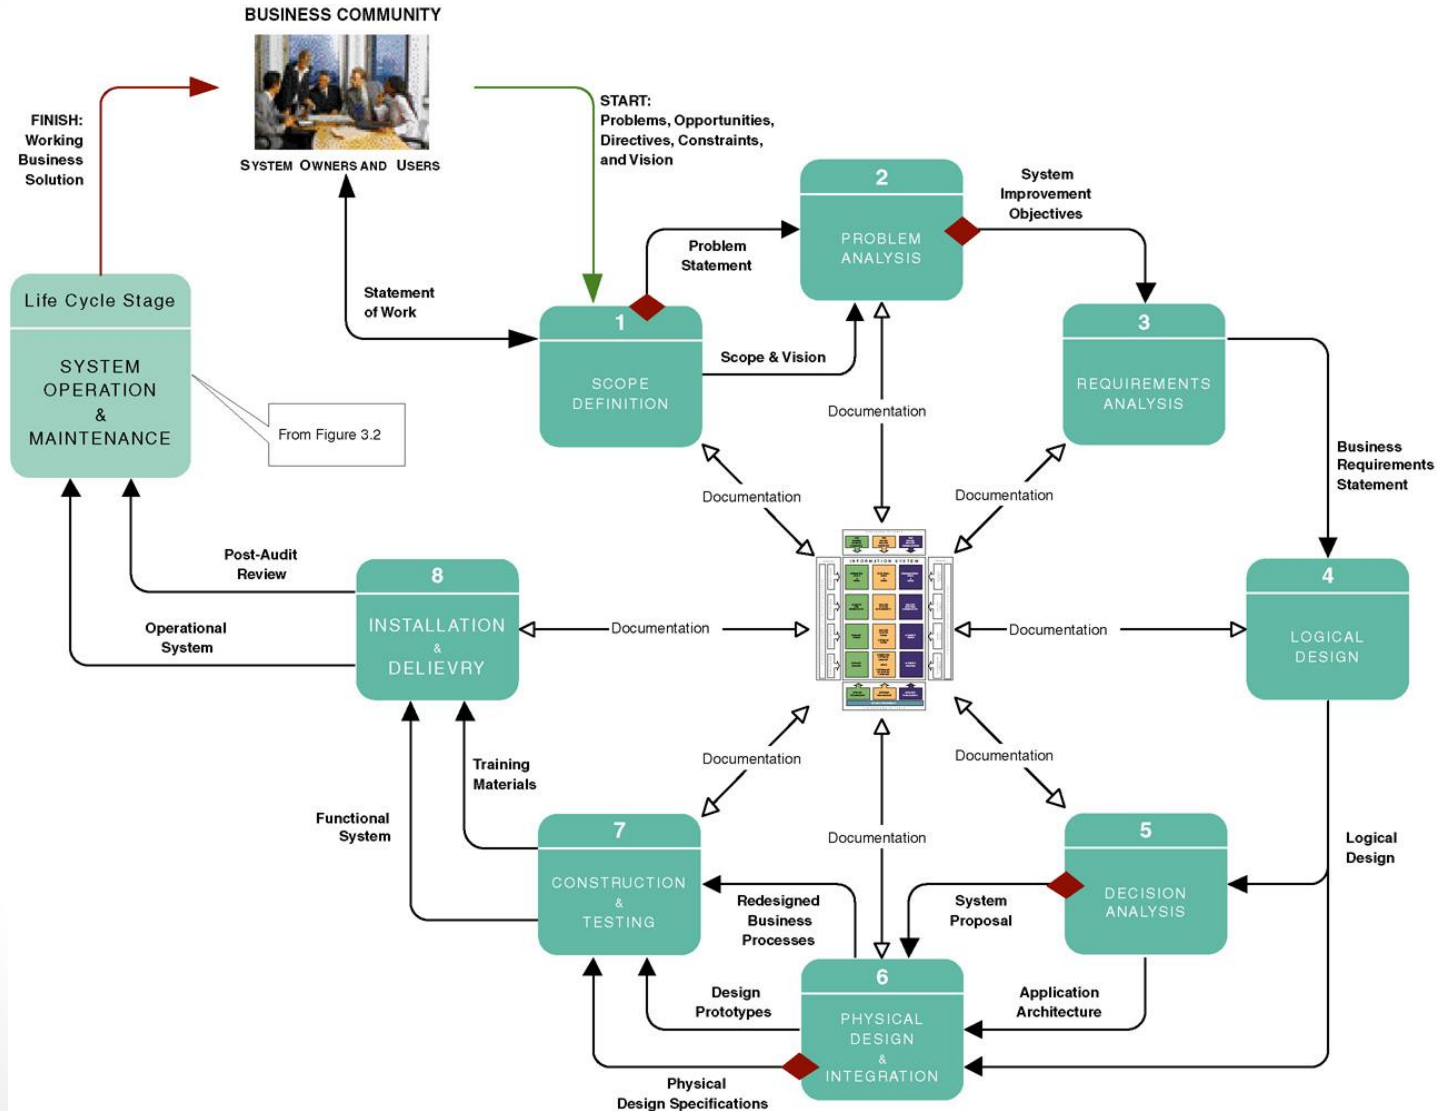 BUSINESS COMMUNITY
SYSTEM OWNERS AND USERS
FINISH:
Working
Business
Solution
START:
Problems, Opportunities,
Directives, Constraints,
and Vision
Statement
of Work
Life Cycle Stage
SYSTEM
OPERATION
&
MAINTENANCE
From Figure 3.2
1
SCOPE
DEFINITION
Problem
Statement
Scope & Vision
2
PROBLEM
ANALYSIS
System
Improvement
Objectives
3
REQUIREMENTS
ANALYSIS
Business
Requirements
Statement
Documentation
Documentation
Documentation
INFORMATION SYSTEM
4
LOGICAL
DESIGN
Documentation
Documentation
8
INSTALLATION
&
DELIEVRY
Post-Audit
Review
Operational
System
Training
Materials
Functional
System
Documentation
Documentation
Documentation
7
CONSTRUCTION
&
TESTING
5
DECISION
ANALYSIS
Logical
Design
Redesigned
Business
Processes
System
Proposal
6
PHYSICAL
DESIGN
&
INTEGRATION
Design
Prototypes
Application
Architecture
Physical
Design Specifications